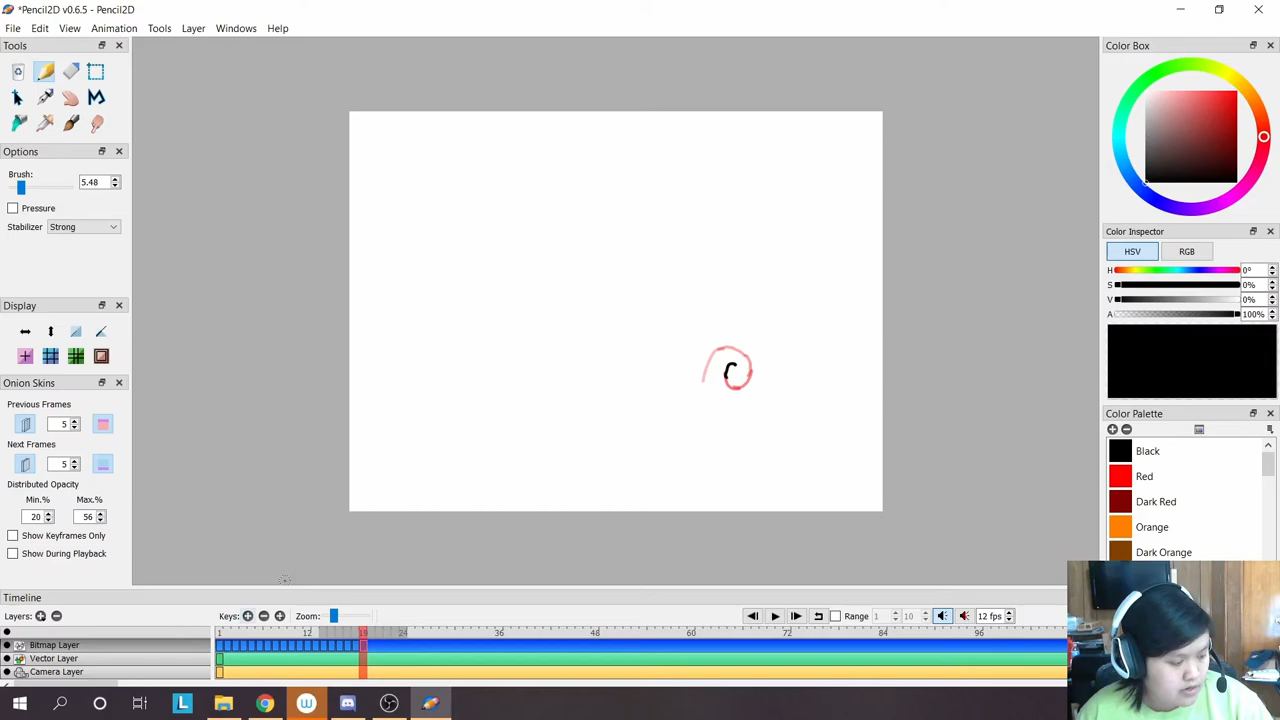 *Pencil2D v0.6.5 - Pencil2D
File Edit View Animation Tools Layer Windows Help
Tools
Options
Brush:
5.48
Pressure
Stabilizer Strong
Display
Onion Skins
Previous Frames
5
Next Frames
5
Distributed Opacity
Min.% Max.%
20 56
Show Keyframes Only
Show During Playback
Color Box
Color Inspector
HSV RGB
H 0°
S 0%
V 0%
A 100%
Color Palette
Black
Red
Dark Red
Orange
Dark Orange
Timeline
Layers: Keys: Zoom: Range 1 10 12 fps
1 12 19 24 36 48 60 72 84 96
Bitmap Layer
Vector Layer
Camera Layer
L W